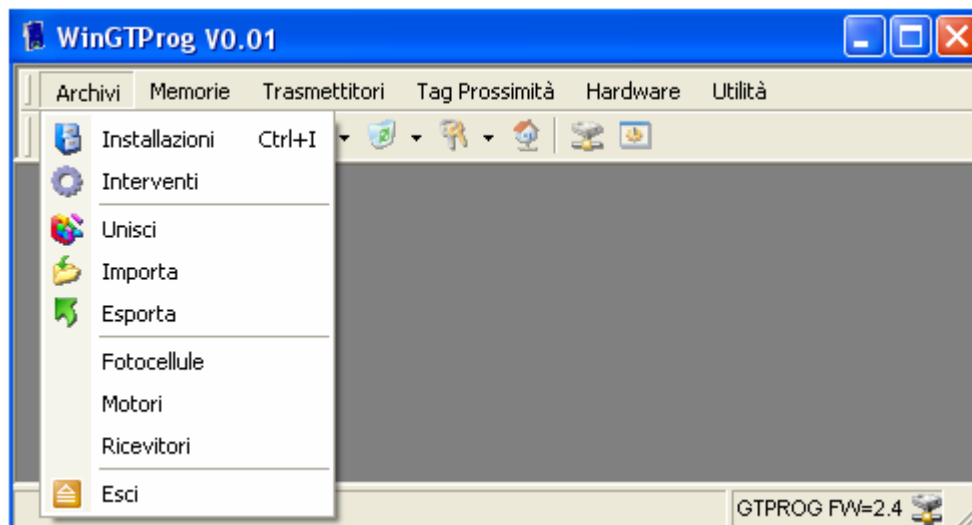 WinGTProg V0.01
Archivi Memorie Trasmettitori Tag Prossimità Hardware Utilità
Installazioni Ctrl+I
Interventi
Unisci
Importa
Esporta
Fotocellule
Motori
Ricevitori
Esci
GTPROG FW=2.4